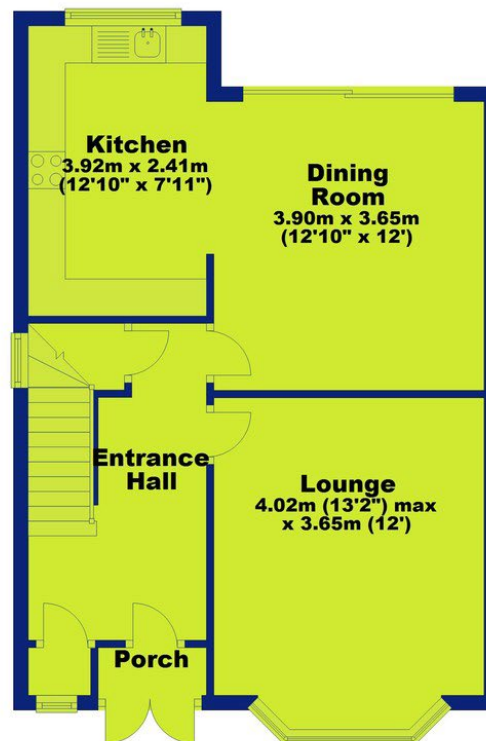 Kitchen
3.92m x 2.41m
(12'10" x 7'11")
Dining
Room
3.90m x 3.65m
(12'10" x 12')
Entrance
Hall
Lounge
4.02m (13'2") max
x 3.65m (12')
Porch